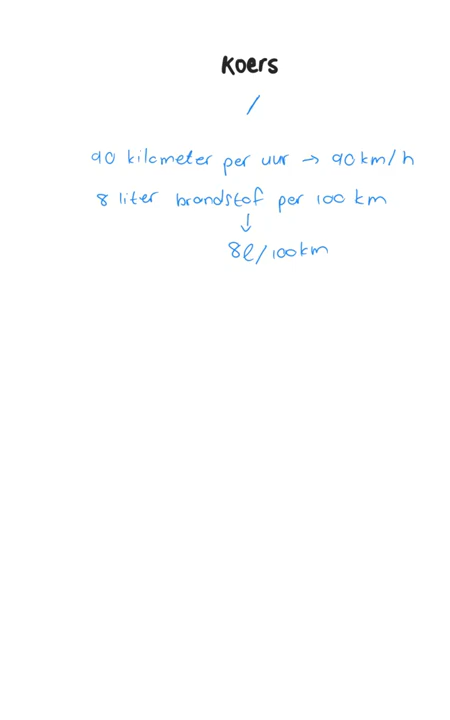 Koers
/
90 kilometer per uur → 90 km/h
8 liter brandstof per 100 km
↓
8l/100km